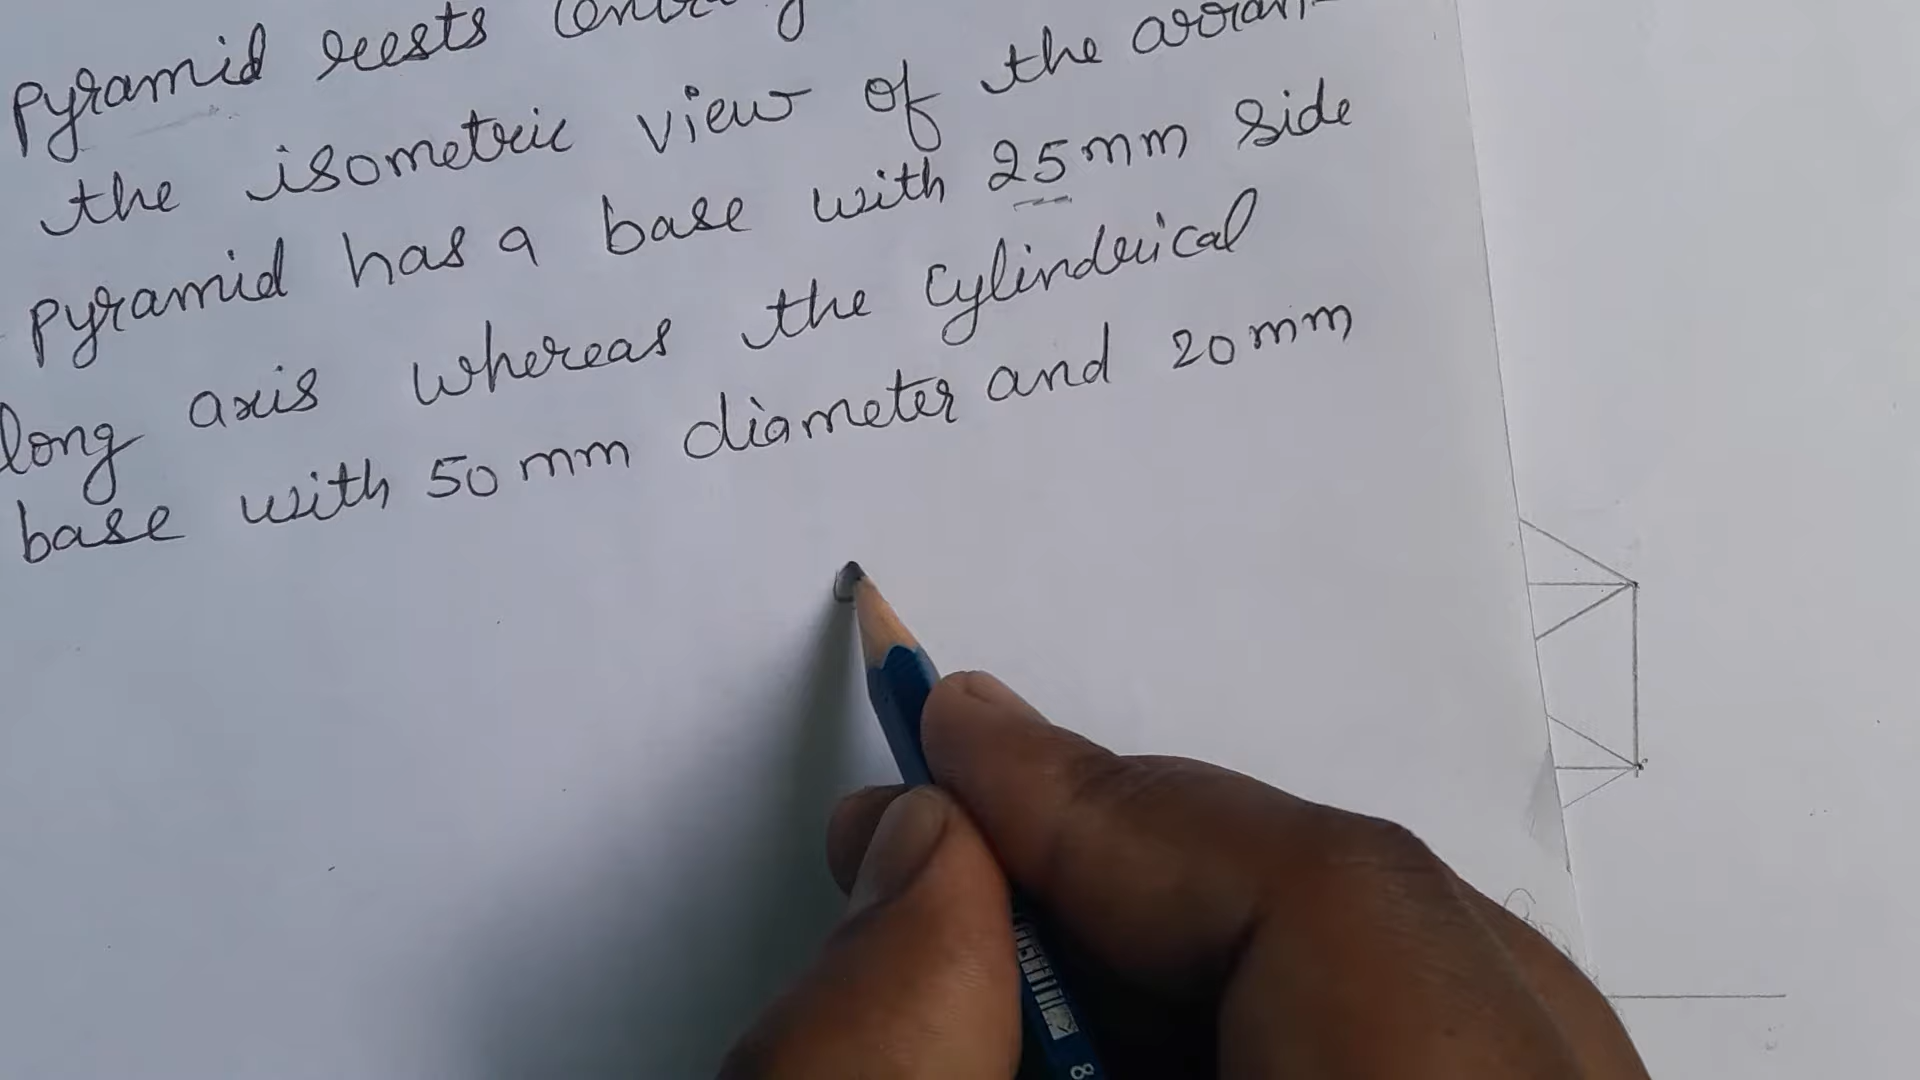 pyramid rests
the isometric view of the
pyramid has a base with 25mm side
long axis whereas the cylindrical
base with 50mm diameter and 20mm
8